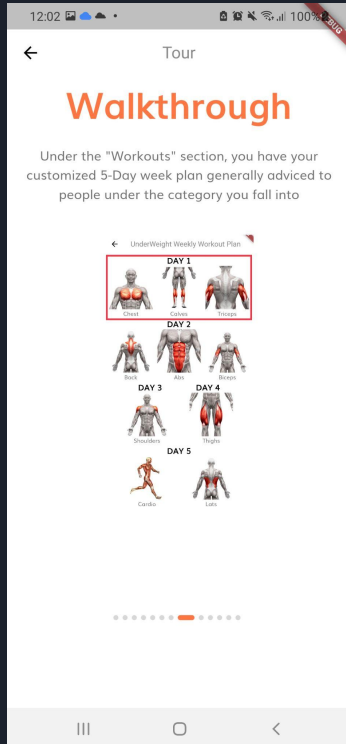 12:02 100%
DEBUG
Tour
Walkthrough
Under the "Workouts" section, you have your
customized 5-Day week plan generally adviced to
people under the category you fall into
UnderWeight Weekly Workout Plan
DAY 1
Chest Calves Triceps
DAY 2
Back Abs Biceps
DAY 3 DAY 4
Shoulders Thighs
DAY 5
Cardio Lats